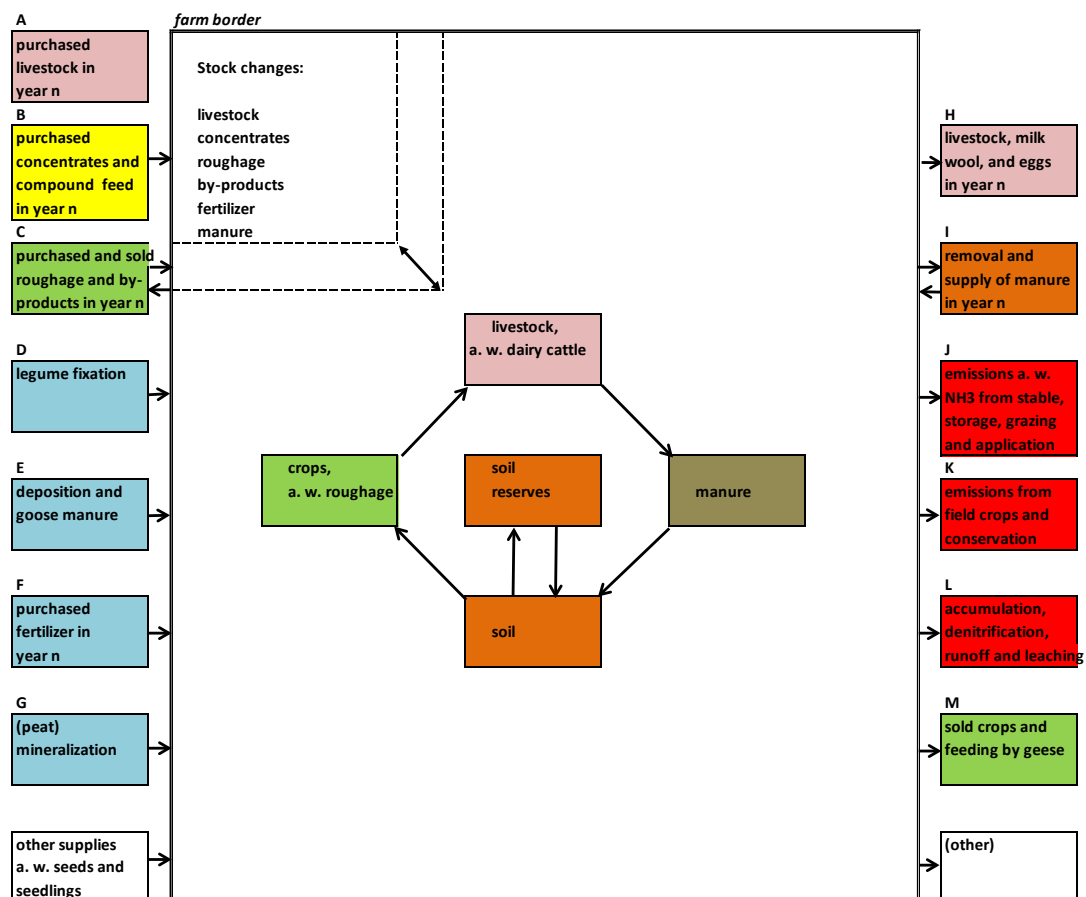 A
purchased
livestock in
year n
B
purchased
concentrates and
compound feed
in year n
C
purchased and sold
roughage and by-
products in year n
D
legume fixation
E
deposition and
goose manure
F
purchased
fertilizer in
year n
G
(peat)
mineralization
other supplies
a. w. seeds and
seedlings
farm border
Stock changes:
livestock
concentrates
roughage
by-products
fertilizer
manure
livestock,
a. w. dairy cattle
crops,
a. w. roughage
soil
reserves
manure
soil
H
livestock, milk
wool, and eggs
in year n
I
removal and
supply of manure
in year n
J
emissions a. w.
NH3 from stable,
storage, grazing
and application
K
emissions from
field crops and
conservation
L
accumulation,
denitrification,
runoff and leaching
M
sold crops and
feeding by geese
(other)